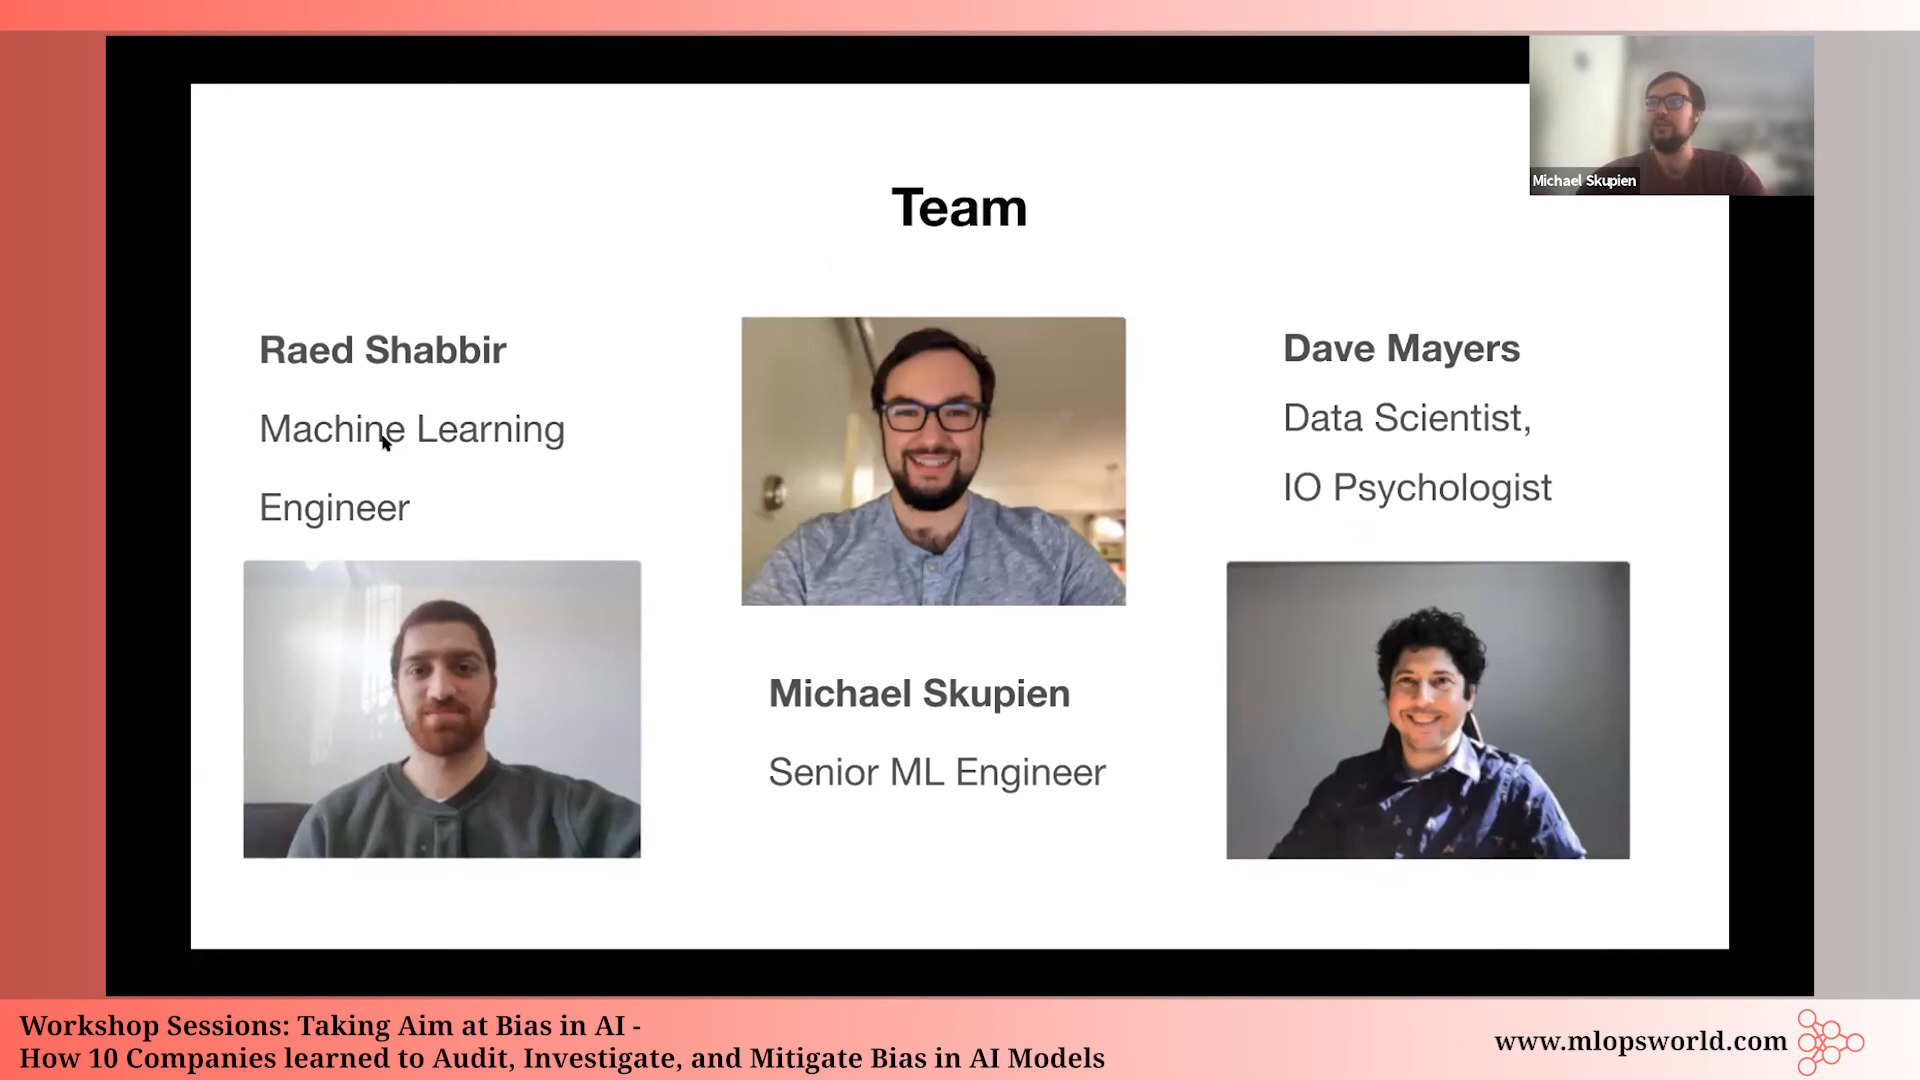 Michael Skupien
Team
Raed Shabbir
Machine Learning
Engineer
Michael Skupien
Senior ML Engineer
Dave Mayers
Data Scientist,
IO Psychologist
Workshop Sessions: Taking Aim at Bias in AI -
How 10 Companies learned to Audit, Investigate, and Mitigate Bias in AI Models
www.mlopsworld.com